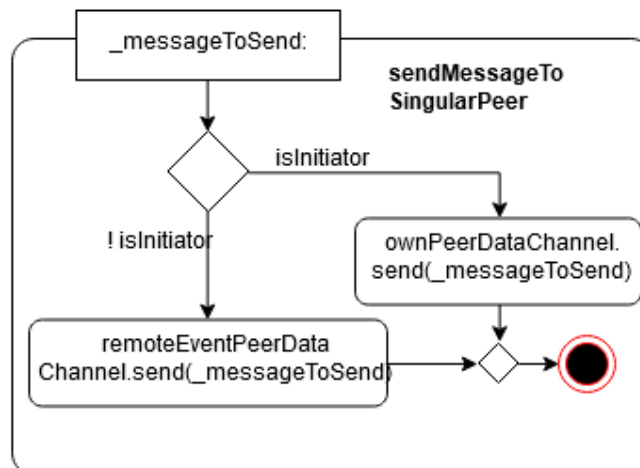 _messageToSend:
sendMessageTo
SingularPeer
isInitiator
! isInitiator
ownPeerDataChannel.
send(_messageToSend)
remoteEventPeerData
Channel.send(_messageToSend)